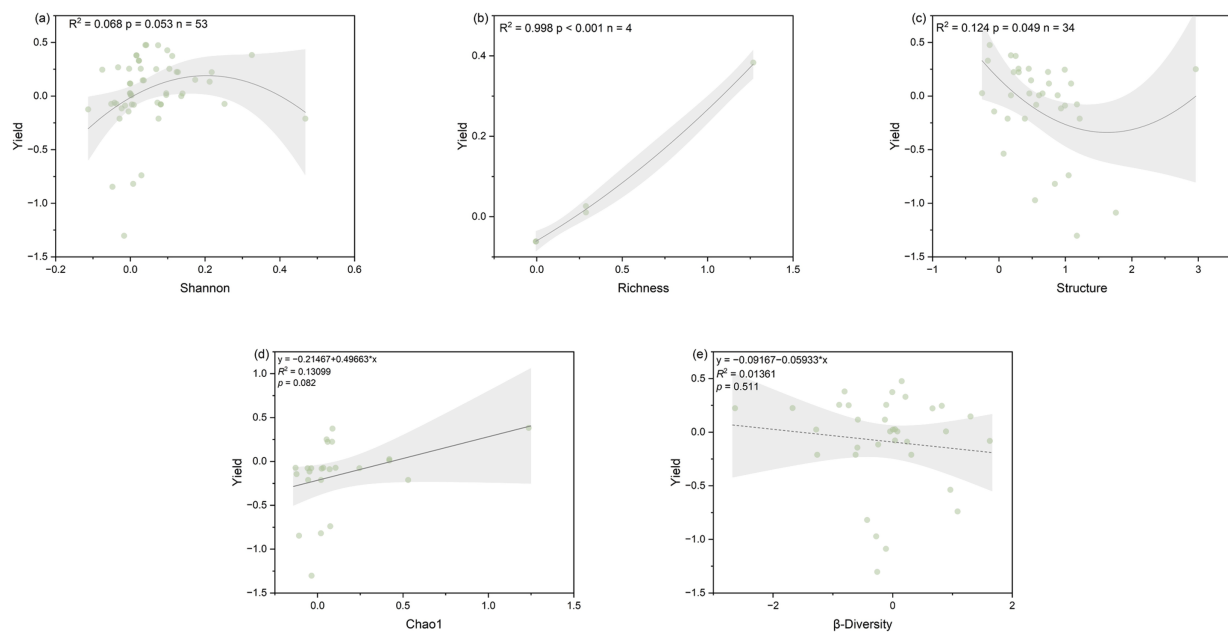 (a)
R² = 0.068 p = 0.053 n = 53
0.5
0.0
−0.5
−1.0
−1.5
−0.2
0.0
0.2
0.4
0.6
Yield
Shannon
(b)
R² = 0.998 p < 0.001 n = 4
0.4
0.2
0.0
0.0
0.5
1.0
1.5
Yield
Richness
(c)
R² = 0.124 p = 0.049 n = 34
0.5
0.0
−0.5
−1.0
−1.5
−1
0
1
2
3
Yield
Structure
(d)
y = −0.21467+0.49663*x
R² = 0.13099
p = 0.082
1.0
0.5
0.0
−0.5
−1.0
−1.5
0.0
0.5
1.0
1.5
Yield
Chao1
(e)
y = −0.09167−0.05933*x
R² = 0.01361
p = 0.511
0.5
0.0
−0.5
−1.0
−1.5
−2
0
2
Yield
β-Diversity